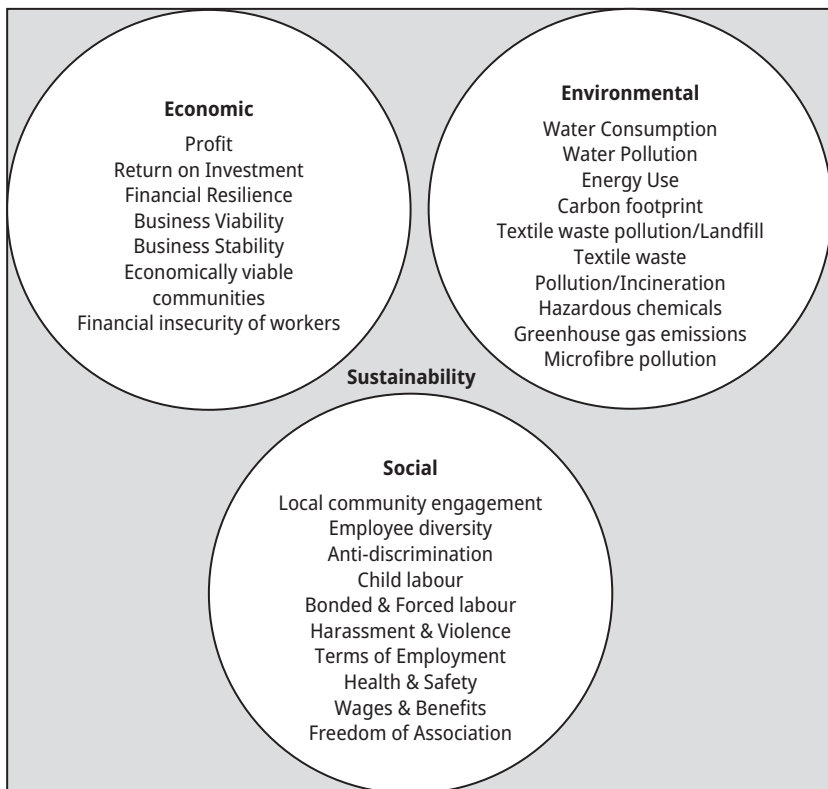 Economic
Profit
Return on Investment
Financial Resilience
Business Viability
Business Stability
Economically viable
communities
Financial insecurity of workers
Environmental
Water Consumption
Water Pollution
Energy Use
Carbon footprint
Textile waste pollution/Landfill
Textile waste
Pollution/Incineration
Hazardous chemicals
Greenhouse gas emissions
Microfibre pollution
Sustainability
Social
Local community engagement
Employee diversity
Anti-discrimination
Child labour
Bonded & Forced labour
Harassment & Violence
Terms of Employment
Health & Safety
Wages & Benefits
Freedom of Association